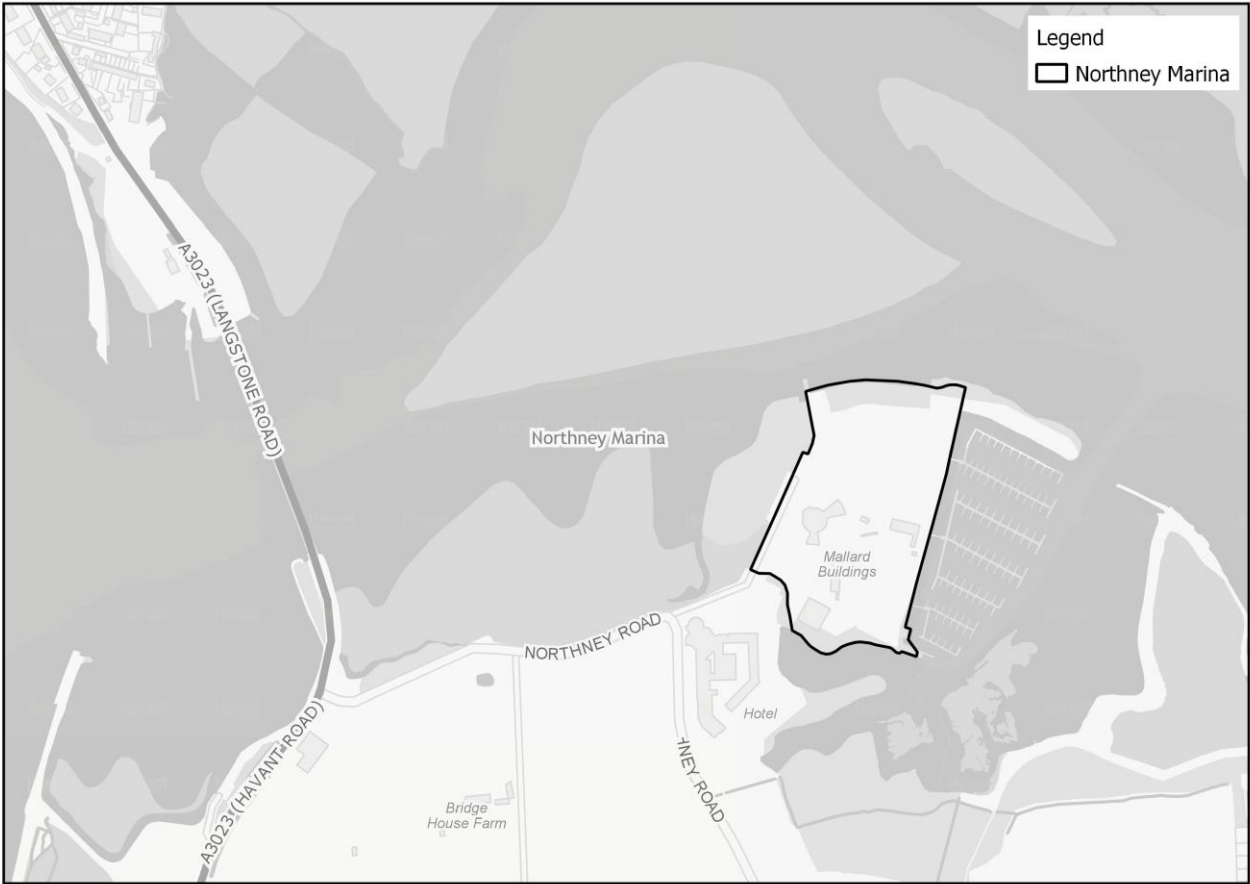 Legend
Northney Marina
A3023 (LANGSTONE ROAD)
Northney Marina
Mallard
Buildings
NORTHNEY ROAD
Hotel
HNEY ROAD
A3023 (HAVANT ROAD)
Bridge
House Farm